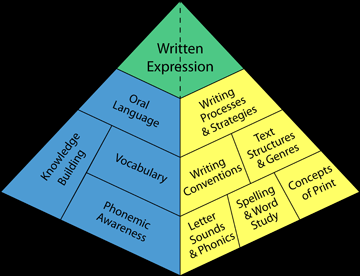 Written
Expression
Oral
Language
Knowledge
Building
Vocabulary
Phonemic
Awareness
Writing
Processes
& Strategies
Writing
Conventions
Text
Structures
& Genres
Letter
Sounds
& Phonics
Spelling
& Word
Study
Concepts
of Print